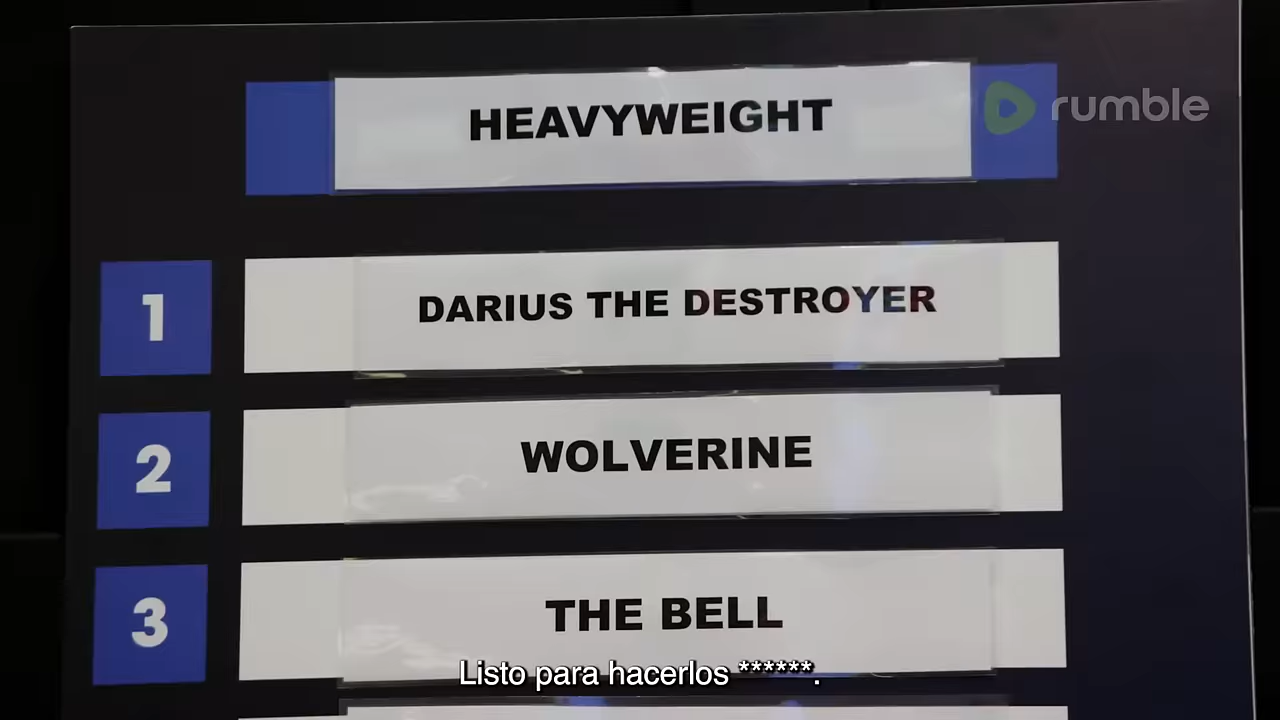 HEAVYWEIGHT
rumble
1
DARIUS THE DESTROYER
2
WOLVERINE
3
THE BELL
Listo para hacerlos ******.